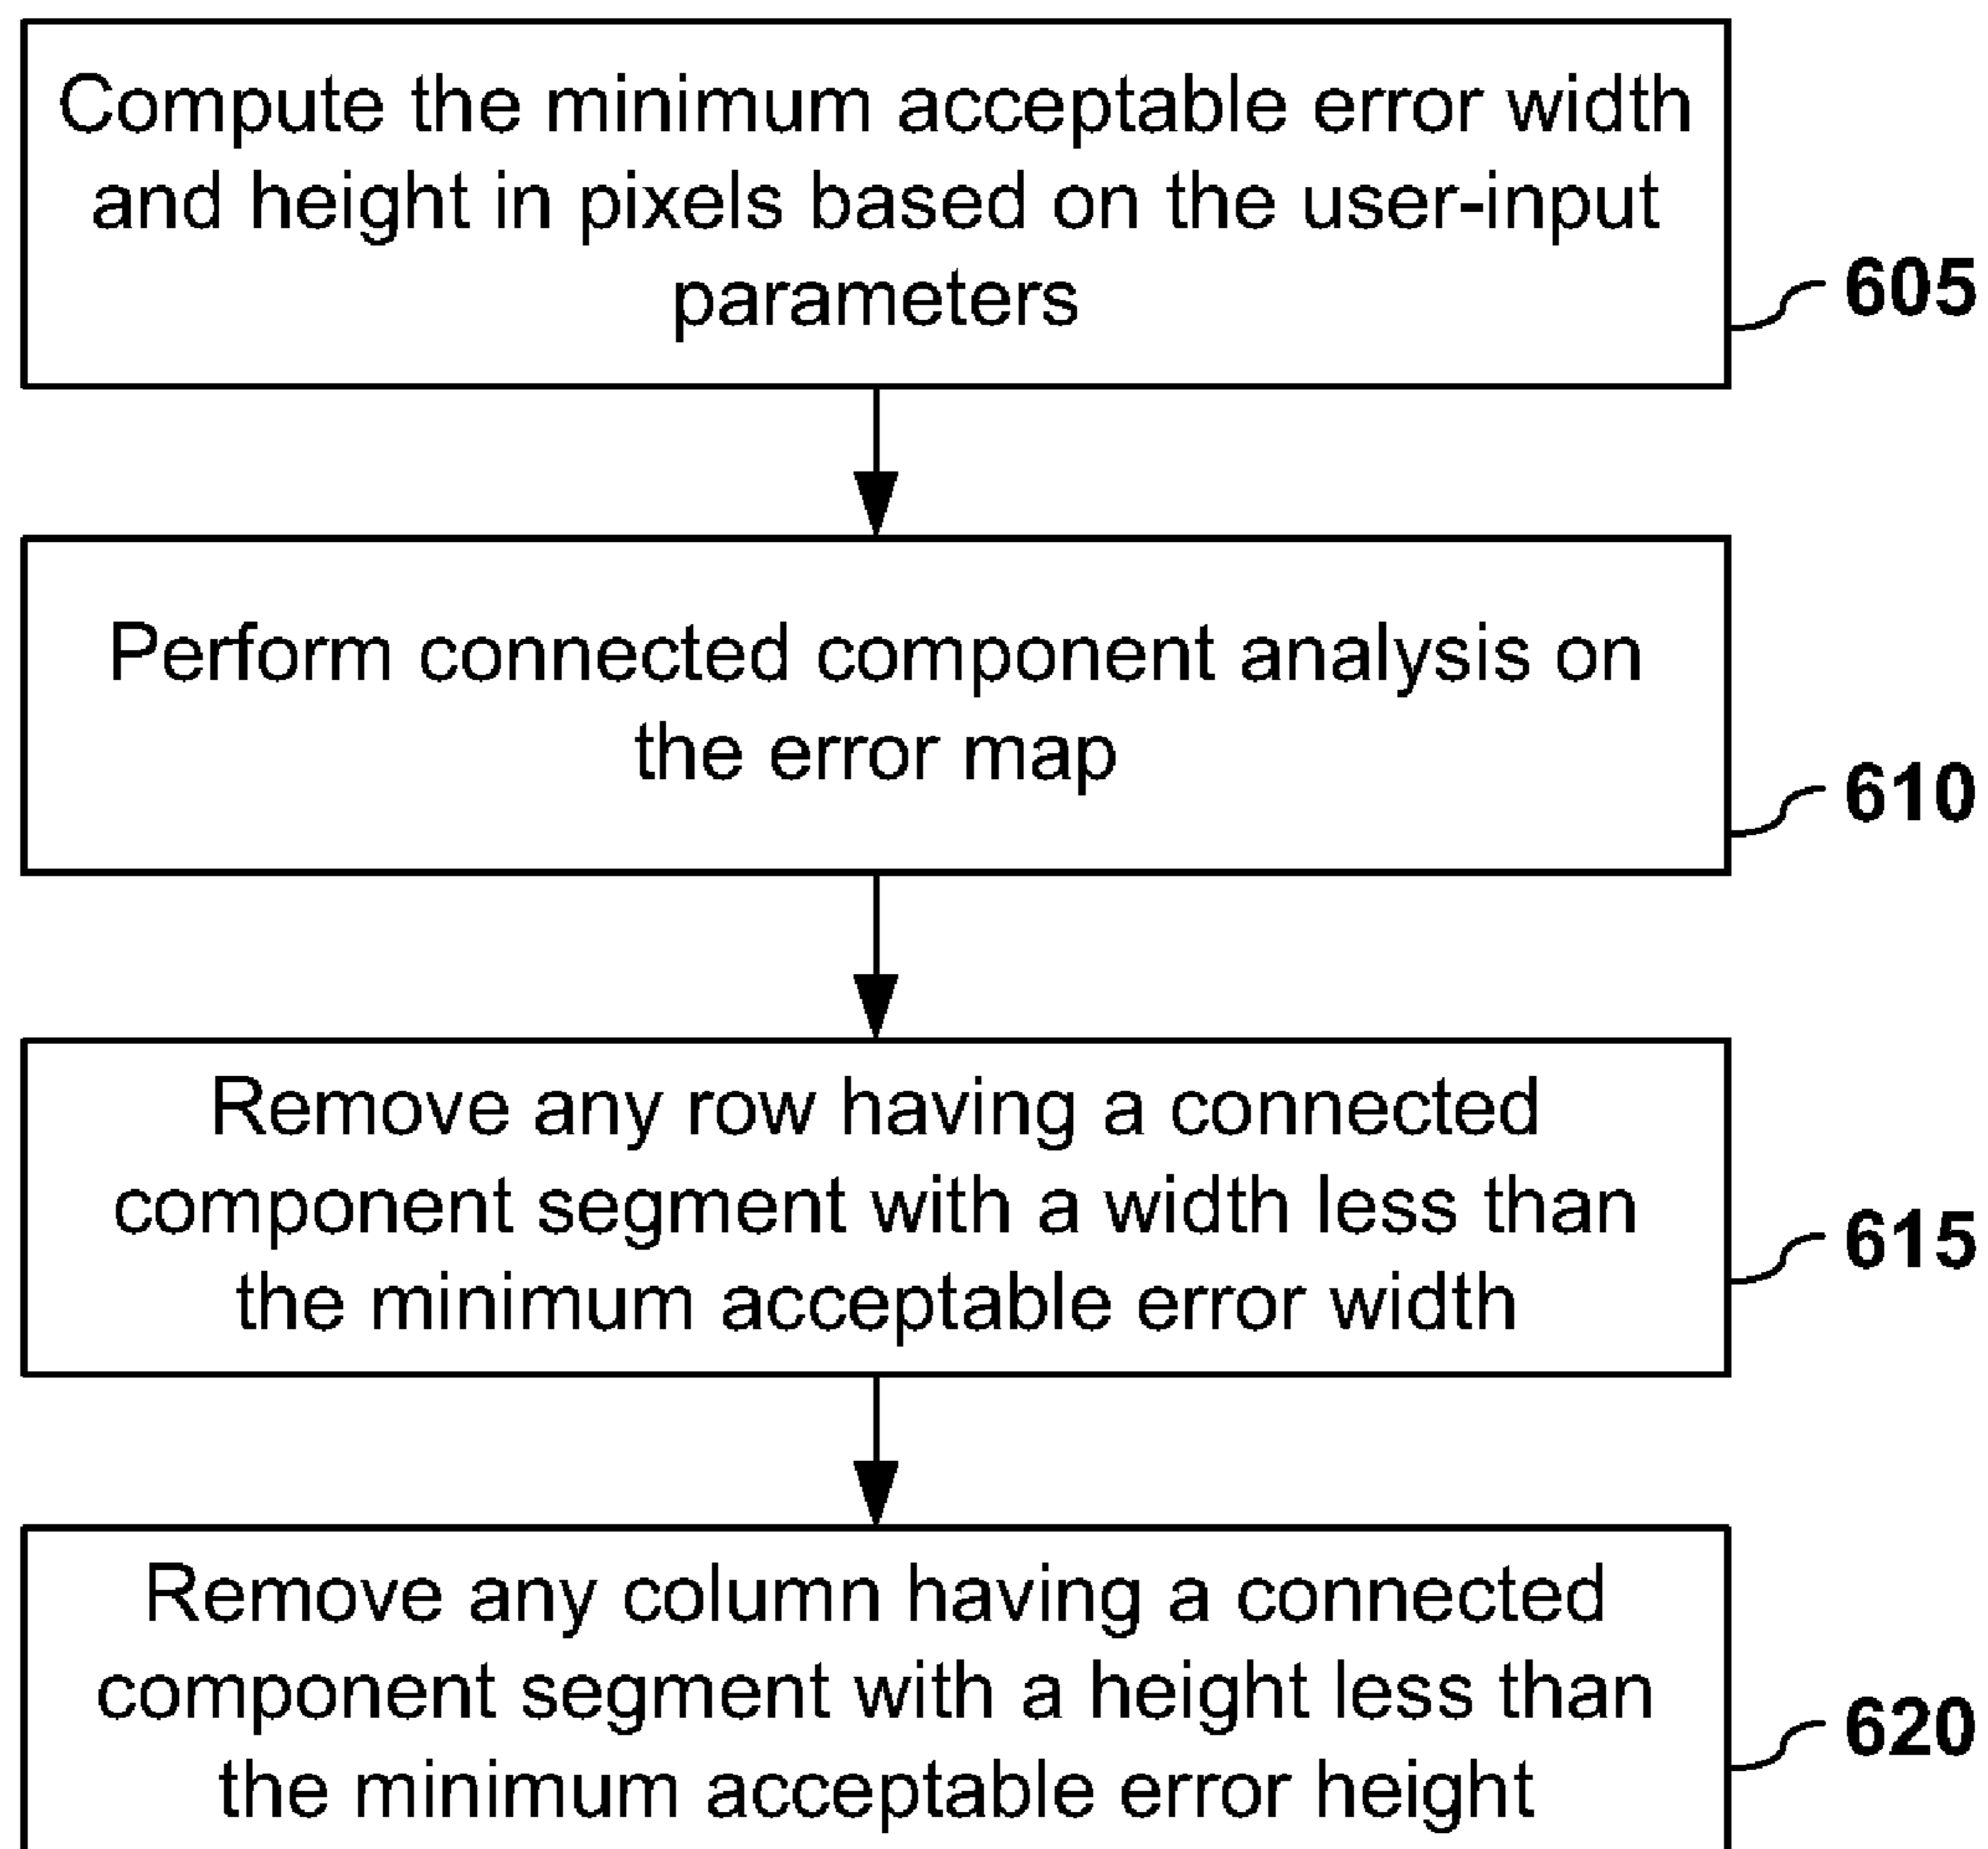 Compute the minimum acceptable error width
and height in pixels based on the user-input
parameters
605
Perform connected component analysis on
the error map
610
Remove any row having a connected
component segment with a width less than
the minimum acceptable error width
615
Remove any column having a connected
component segment with a height less than
the minimum acceptable error height
620